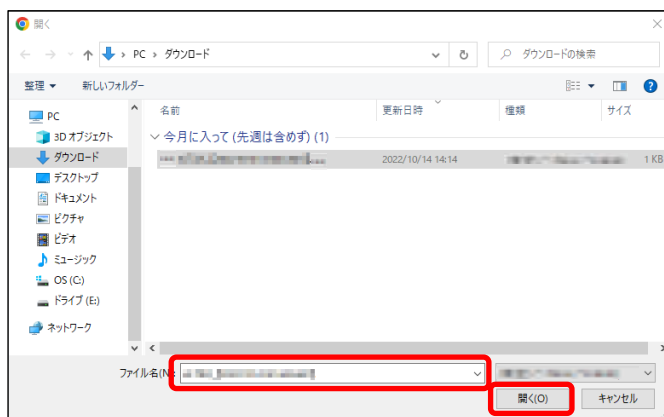 開く
PC › ダウンロード
ダウンロードの検索
整理 新しいフォルダー
名前 更新日時 種類 サイズ
今月に入って (先週は含めず) (1)
2022/10/14 14:14 1 KB
PC
3D オブジェクト
ダウンロード
デスクトップ
ドキュメント
ピクチャ
ビデオ
ミュージック
OS (C:)
ドライブ (E:)
ネットワーク
ファイル名(N):
開く(O) キャンセル